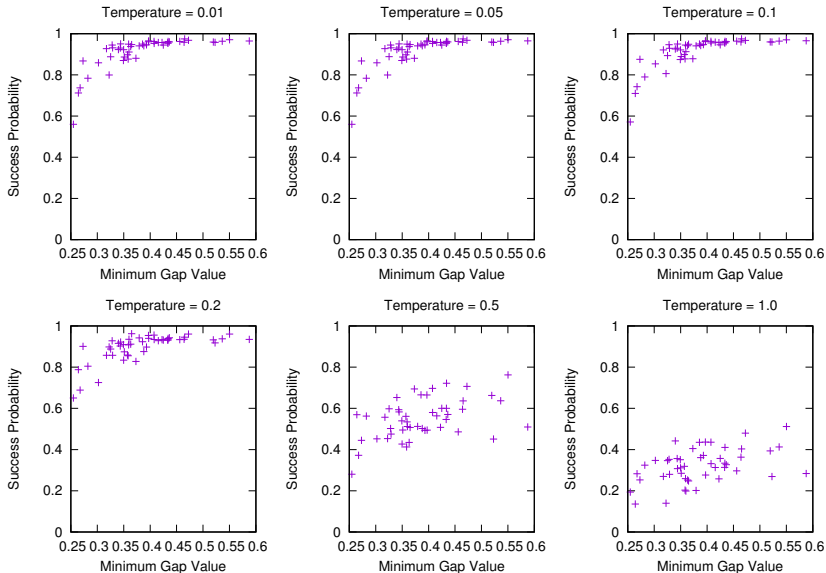 Temperature = 0.01
Success Probability
1
0.8
0.6
0.4
0.2
0
0.25 0.3 0.35 0.4 0.45 0.5 0.55 0.6
Minimum Gap Value
Temperature = 0.05
Success Probability
1
0.8
0.6
0.4
0.2
0
0.25 0.3 0.35 0.4 0.45 0.5 0.55 0.6
Minimum Gap Value
Temperature = 0.1
Success Probability
1
0.8
0.6
0.4
0.2
0
0.25 0.3 0.35 0.4 0.45 0.5 0.55 0.6
Minimum Gap Value
Temperature = 0.2
Success Probability
1
0.8
0.6
0.4
0.2
0
0.25 0.3 0.35 0.4 0.45 0.5 0.55 0.6
Minimum Gap Value
Temperature = 0.5
Success Probability
1
0.8
0.6
0.4
0.2
0
0.25 0.3 0.35 0.4 0.45 0.5 0.55 0.6
Minimum Gap Value
Temperature = 1.0
Success Probability
1
0.8
0.6
0.4
0.2
0
0.25 0.3 0.35 0.4 0.45 0.5 0.55 0.6
Minimum Gap Value